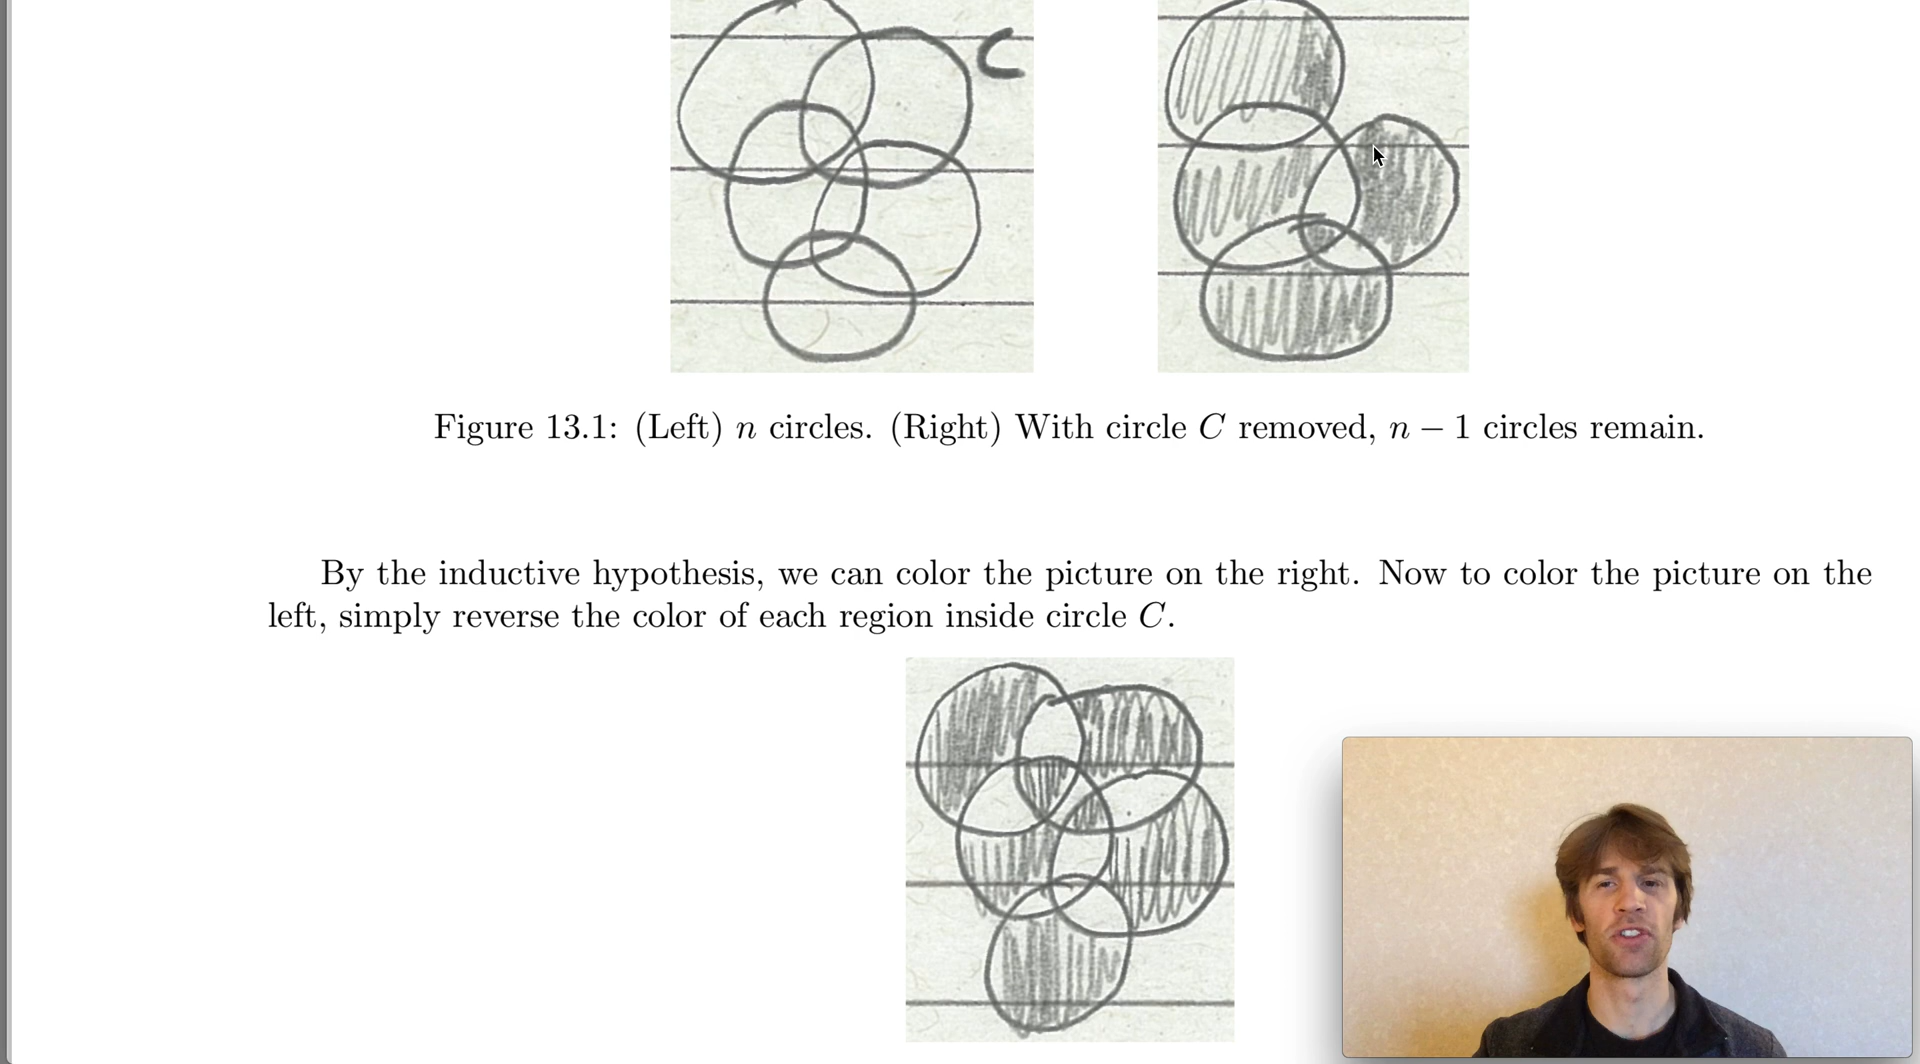 C
Figure 13.1: (Left) n circles. (Right) With circle C removed, n − 1 circles remain.
By the inductive hypothesis, we can color the picture on the right. Now to color the picture on the
left, simply reverse the color of each region inside circle C.